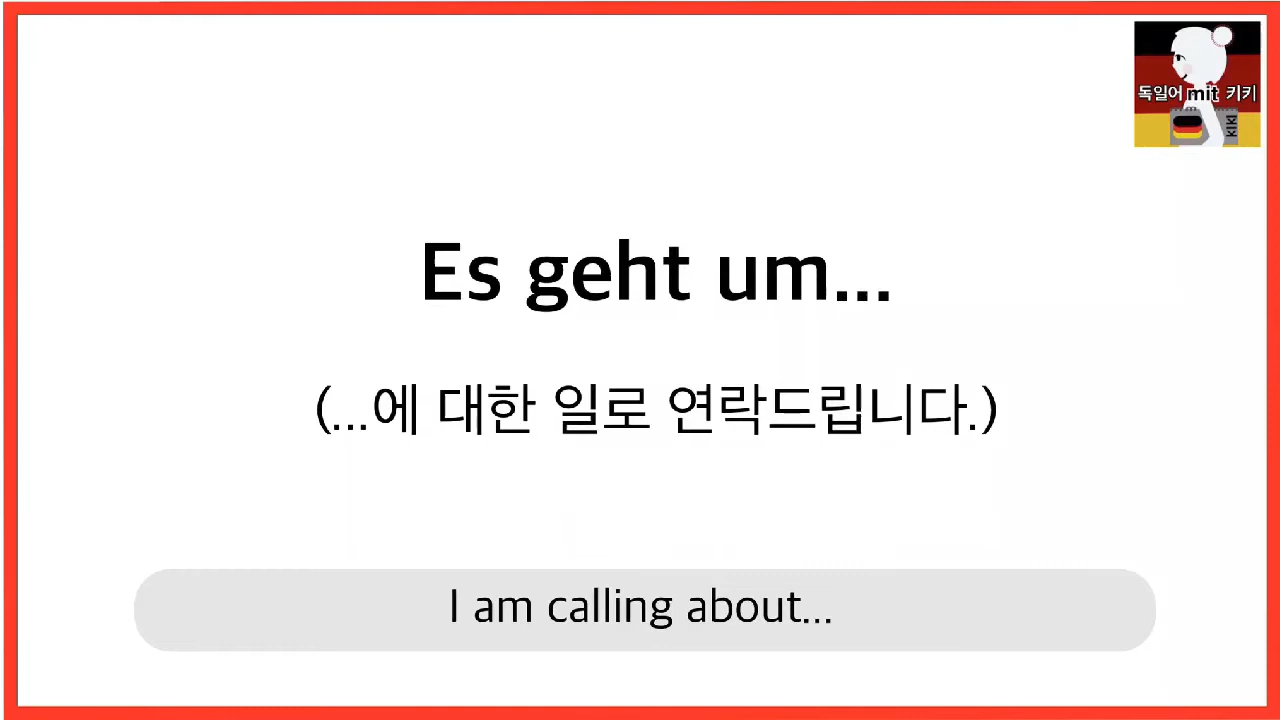 독일어 mit 키키
KIKI
Es geht um...
(...에 대한 일로 연락드립니다.)
I am calling about...